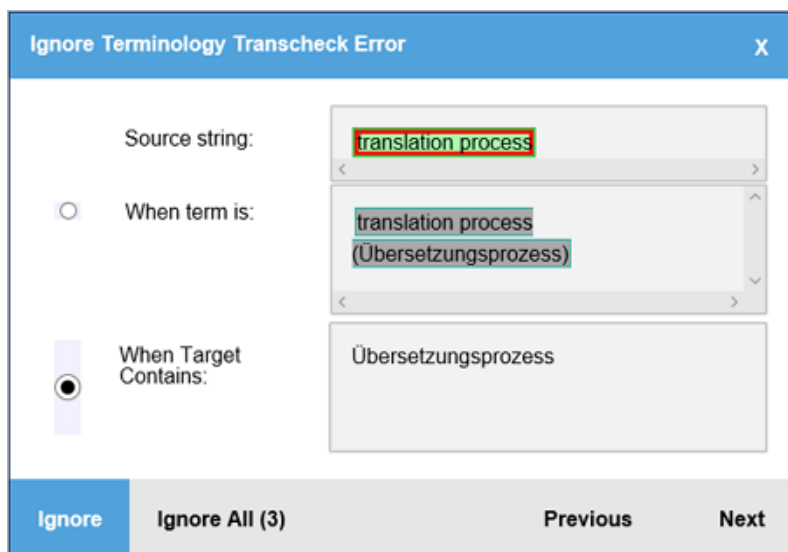 Ignore Terminology Transcheck Error X
Source string: translation process
When term is: translation process
(Übersetzungsprozess)
When Target Übersetzungsprozess
Contains:
Ignore Ignore All (3) Previous Next